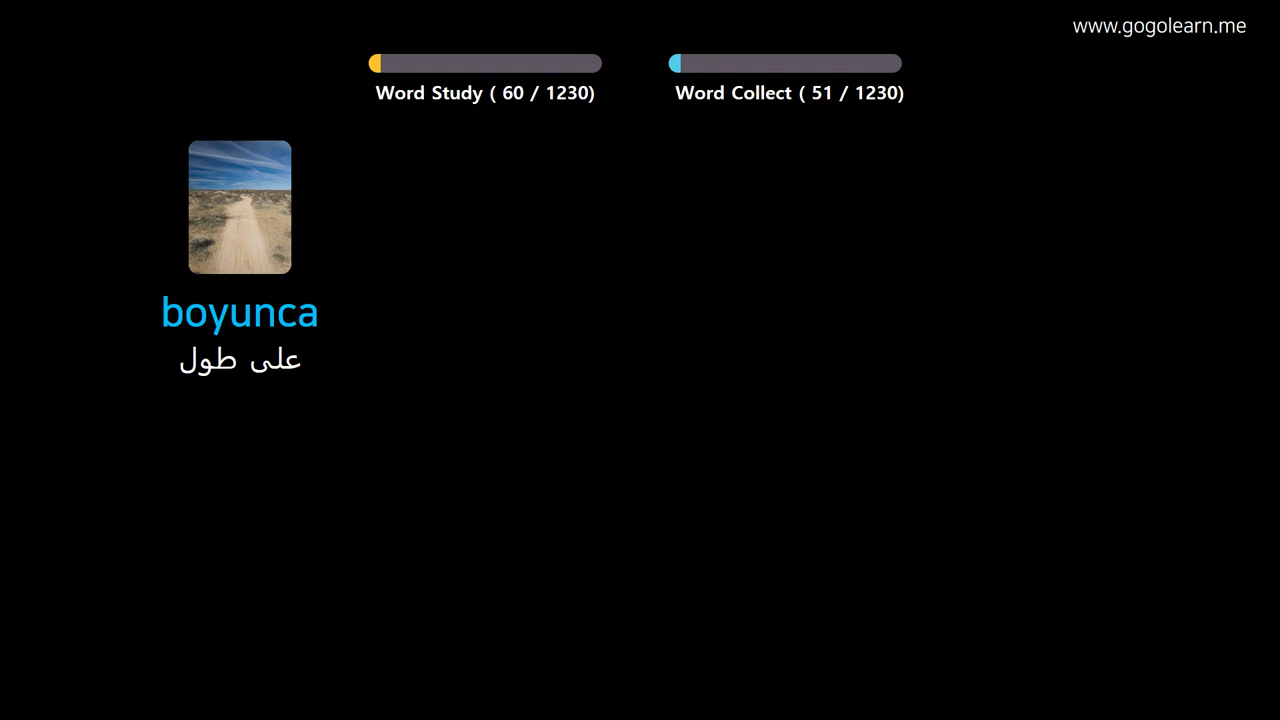 www.gogolearn.me
Word Study ( 60 / 1230)
Word Collect ( 51 / 1230)
boyunca
على طول